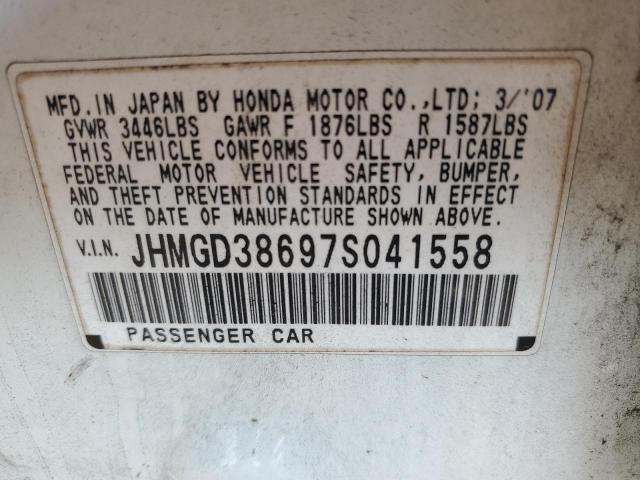 MFD.IN JAPAN BY HONDA MOTOR CO.,LTD; 3/'07
GVWR 3446LBS GAWR F 1876LBS R 1587LBS
THIS VEHICLE CONFORMS TO ALL APPLICABLE
FEDERAL MOTOR VEHICLE SAFETY, BUMPER,
AND THEFT PREVENTION STANDARDS IN EFFECT
ON DATE OF MANUFACTURE SHOWN ABOVE.
V.I.N. JHMGD38697S041558
PASSENGER CAR